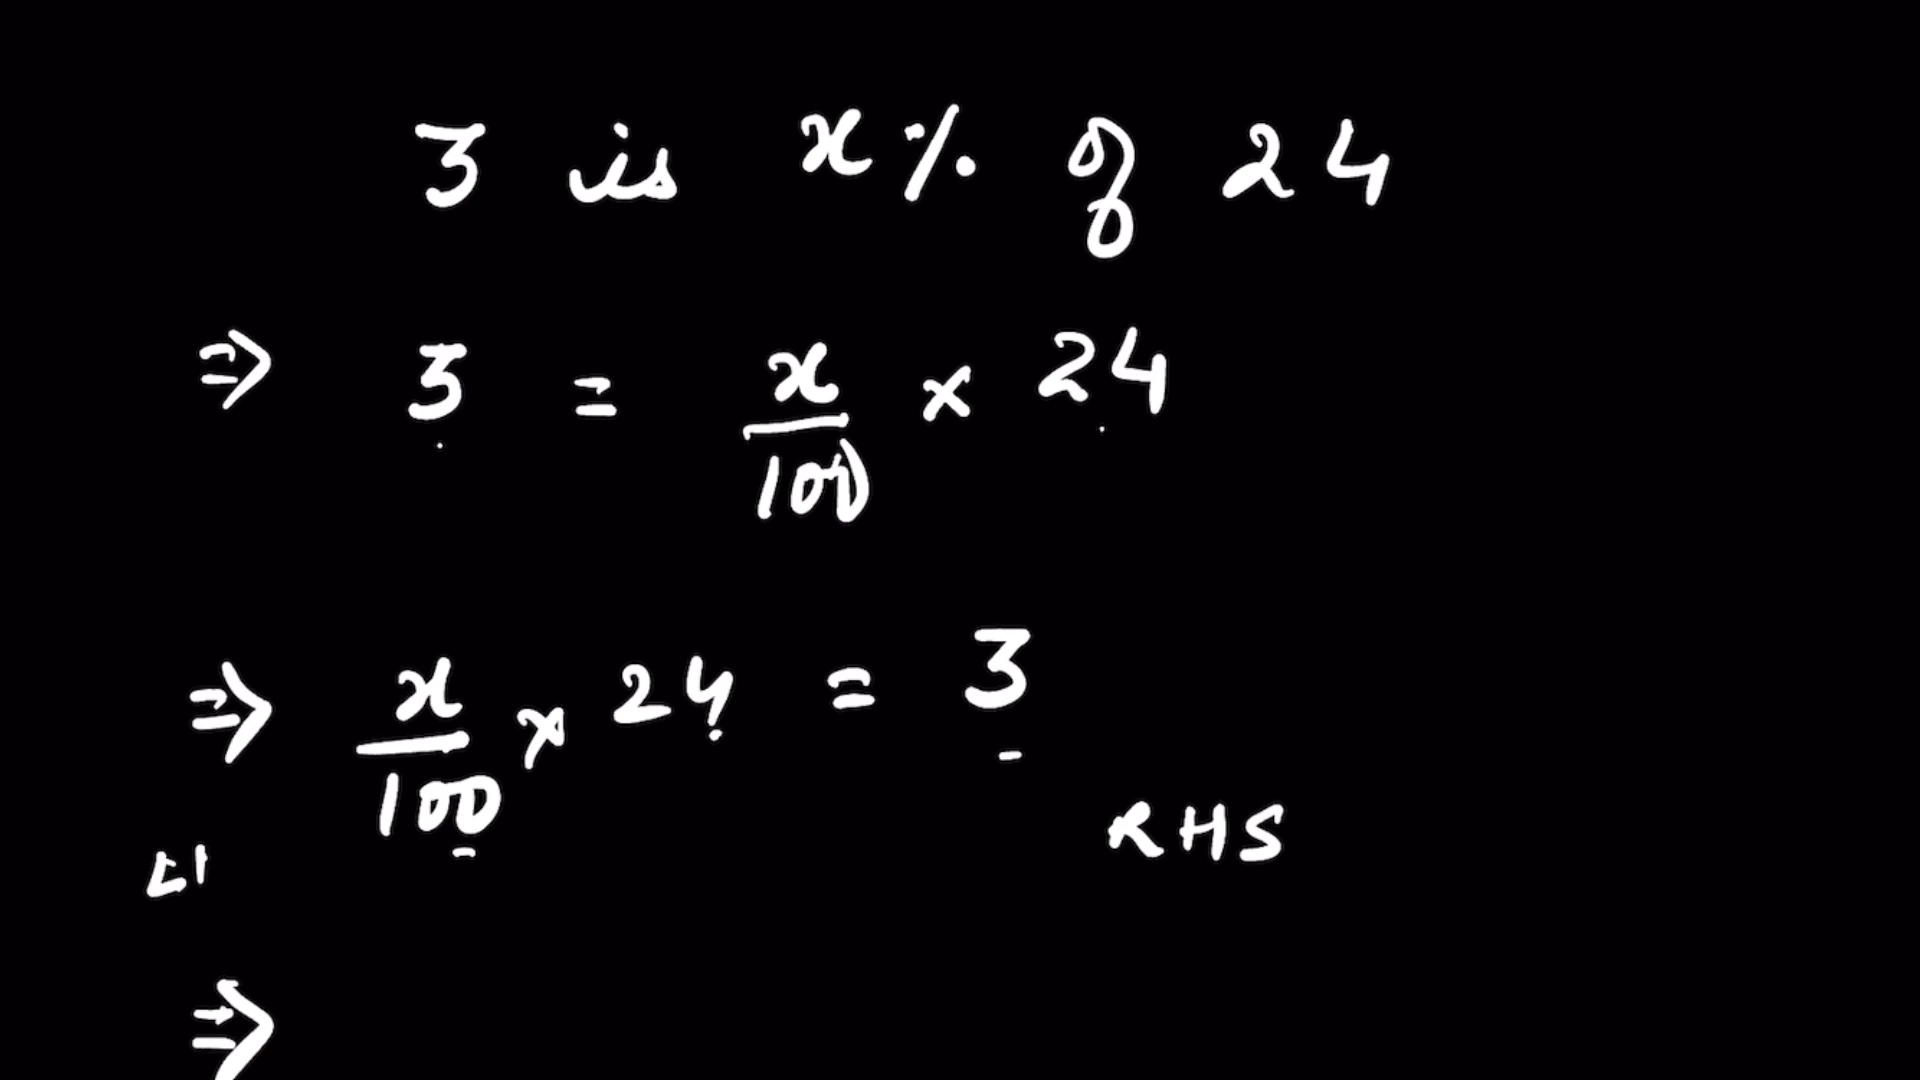 3 is x% of 24
⇒ 3 = x/100 × 24
⇒ x/100 × 24 = 3
RHS
⇒